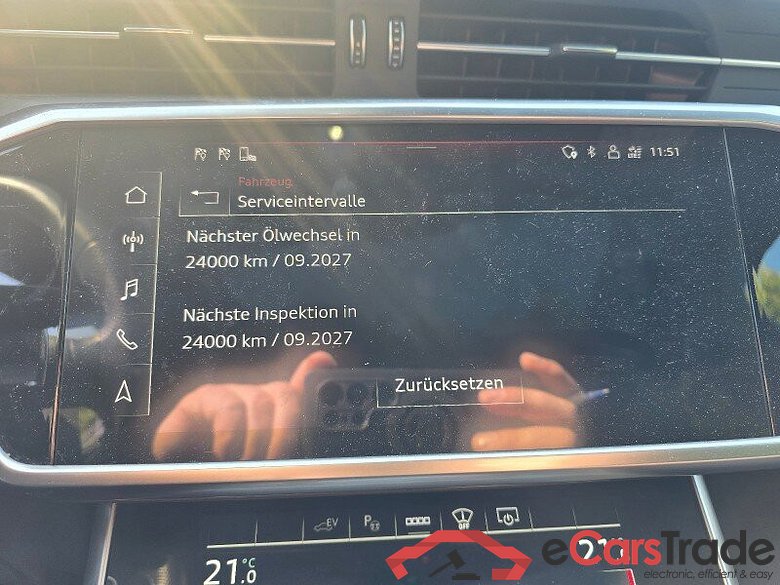 11:51
Fahrzeug
Serviceintervalle
Nächster Ölwechsel in
24000 km / 09.2027
Nächste Inspektion in
24000 km / 09.2027
Zurücksetzen
EV
P
OFF
21.0 °C
eCarsTrade
electronic, efficient & easy